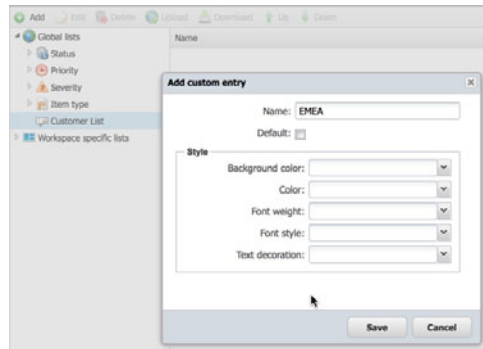 Add Edit Delete Upload Download Up Down
Global lists
Name
Status
Priority
Severity
Item type
Customer List
Workspace specific lists
Add custom entry
Name: EMEA
Default:
Style
Background color:
Color:
Font weight:
Font style:
Text decoration:
Save Cancel